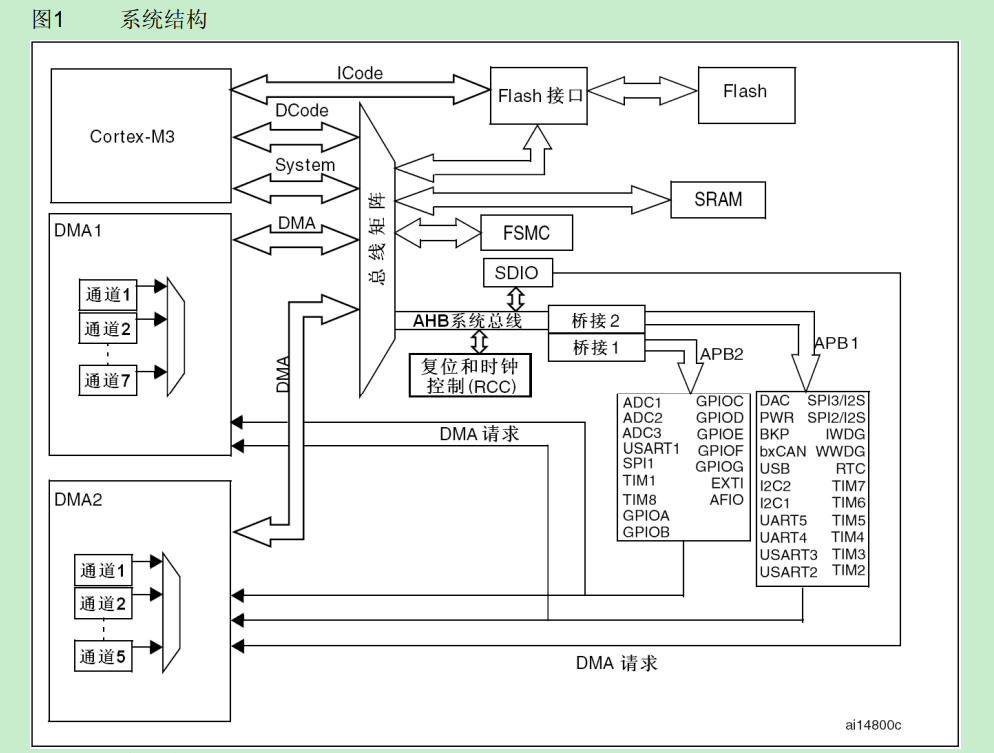 图1 系统结构
ICode
Cortex-M3
Flash 接口
Flash
DCode
System
SRAM
DMA1
DMA
总线矩阵
FSMC
SDIO
通道1
通道2
通道7
AHB系统总线
桥接 2
桥接 1
APB1
APB2
复位和时钟
控制(RCC)
DMA
DMA 请求
ADC1 GPIOC
ADC2 GPIOD
ADC3 GPIOE
USART1 GPIOF
SPI1 GPIOG
TIM1 EXTI
TIM8 AFIO
GPIOA
GPIOB
DAC SPI3/I2S
PWR SPI2/I2S
BKP IWDG
bxCAN WWDG
USB RTC
I2C2 TIM7
I2C1 TIM6
UART5 TIM5
UART4 TIM4
USART3 TIM3
USART2 TIM2
DMA2
通道1
通道2
通道5
DMA 请求
ai14800c